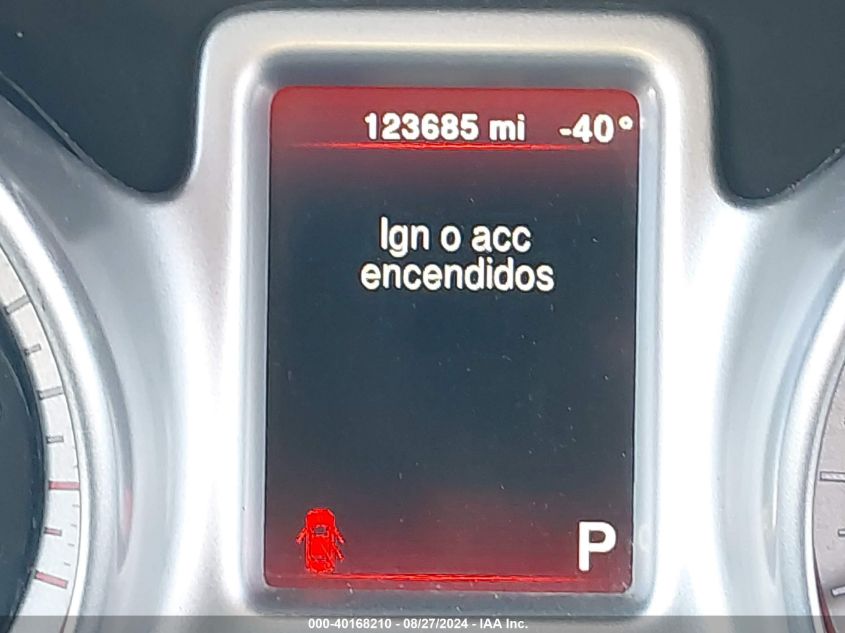 123685 mi -40°
Ign o acc
encendidos
P
000-40168210 - 08/27/2024 - IAA Inc.